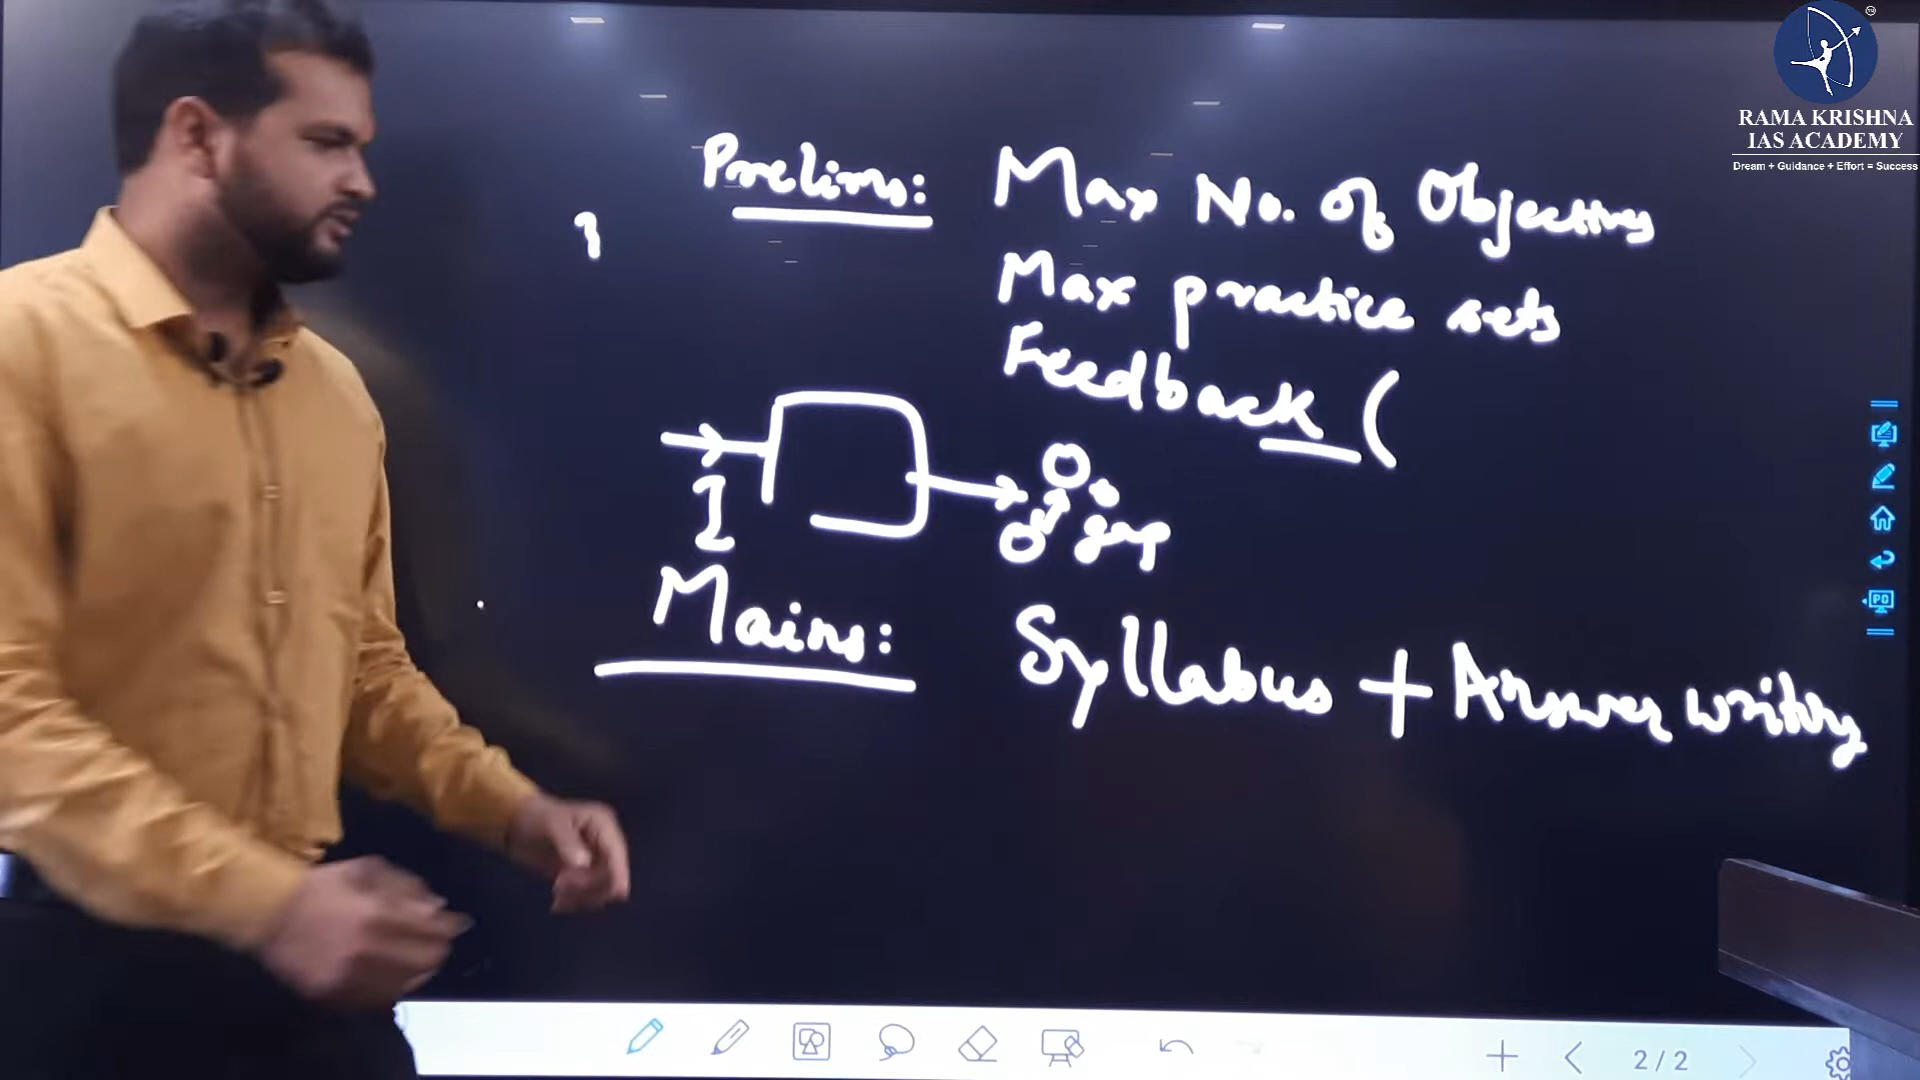 RAMA KRISHNA
IAS ACADEMY
Dream + Guidance + Effort = Success
Prelims: Max No. of Objectives
Max practice sets
Feedback (
I
O
O gap
Mains: Syllabus + Answer writing
2/2